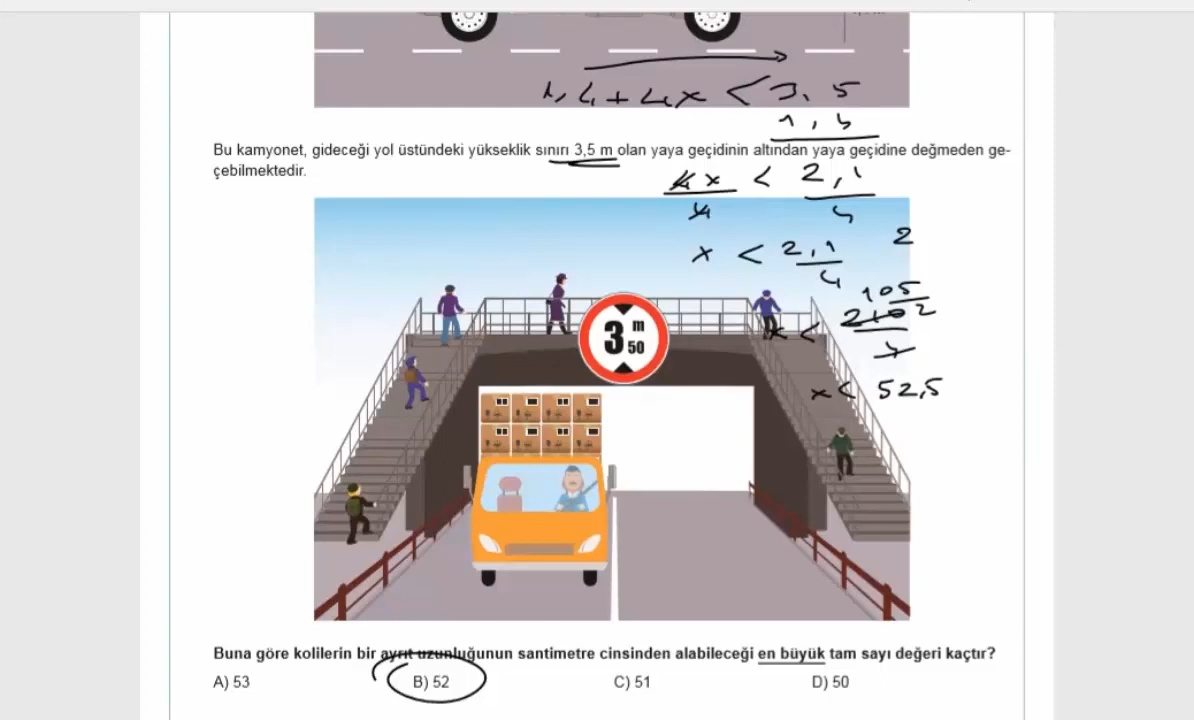 1,4 + 4x < 3,5
1,4
Bu kamyonet, gideceği yol üstündeki yükseklik sınırı 3,5 m olan yaya geçidinin altından yaya geçidine değmeden ge-
çebilmektedir.
4x < 2,1
4 4
x < 2,1
4
2
105
x < 210 2
4
x < 52,5
3 m 50
Buna göre kolilerin bir ayrıt uzunluğunun santimetre cinsinden alabileceği en büyük tam sayı değeri kaçtır?
A) 53 B) 52 C) 51 D) 50